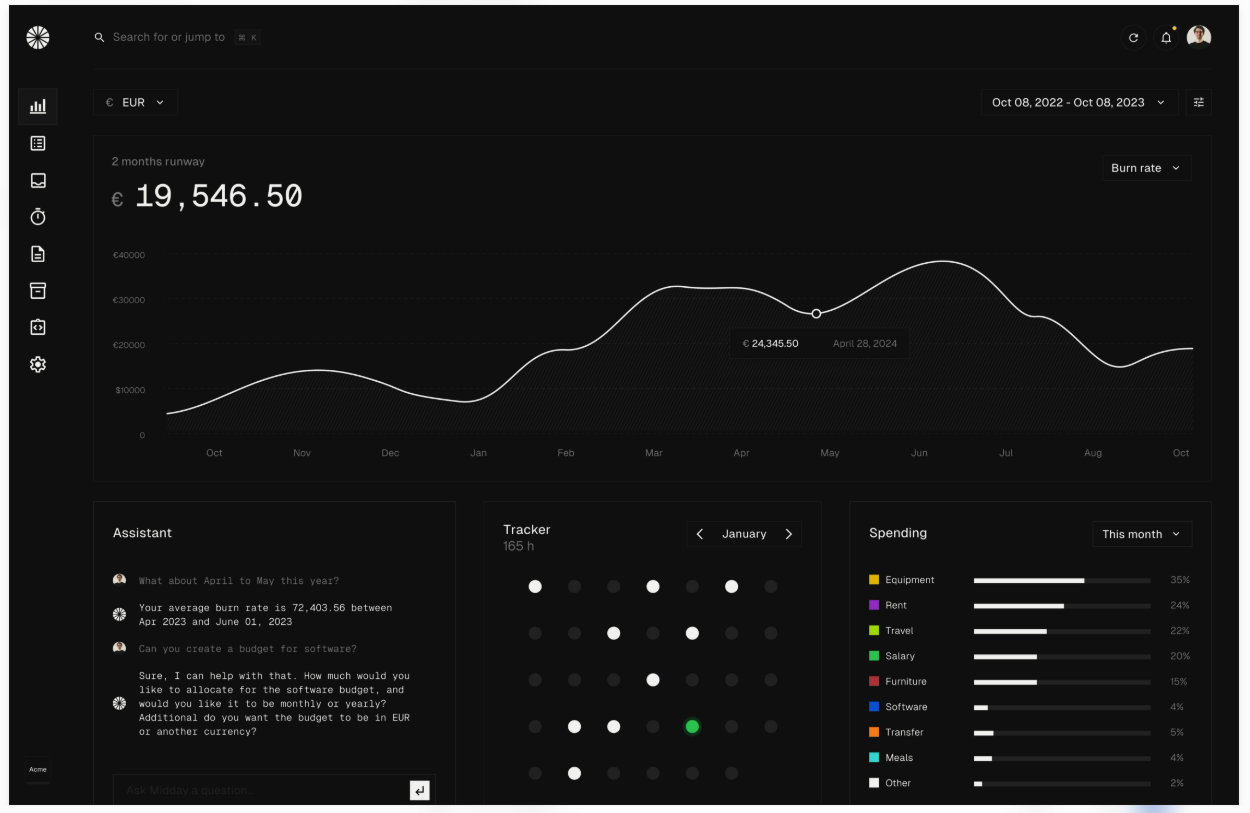 Search for or jump to ⌘ K
€ EUR
Oct 08, 2022 - Oct 08, 2023
2 months runway
€ 19,546.50
Burn rate
€40000
€30000
€20000
$10000
0
€ 24,345.50 April 28, 2024
Oct Nov Dec Jan Feb Mar Apr May Jun Jul Aug Oct
Assistant
What about April to May this year?
Your average burn rate is 72,403.56 between
Apr 2023 and June 01, 2023
Can you create a budget for software?
Sure, I can help with that. How much would you
like to allocate for the software budget, and
would you like it to be monthly or yearly?
Additional do you want the budget to be in EUR
or another currency?
Ask Midday a question...
Tracker
165 h
January
Spending
This month
Equipment 35%
Rent 24%
Travel 22%
Salary 20%
Furniture 15%
Software 4%
Transfer 5%
Meals 4%
Other 2%
Acme